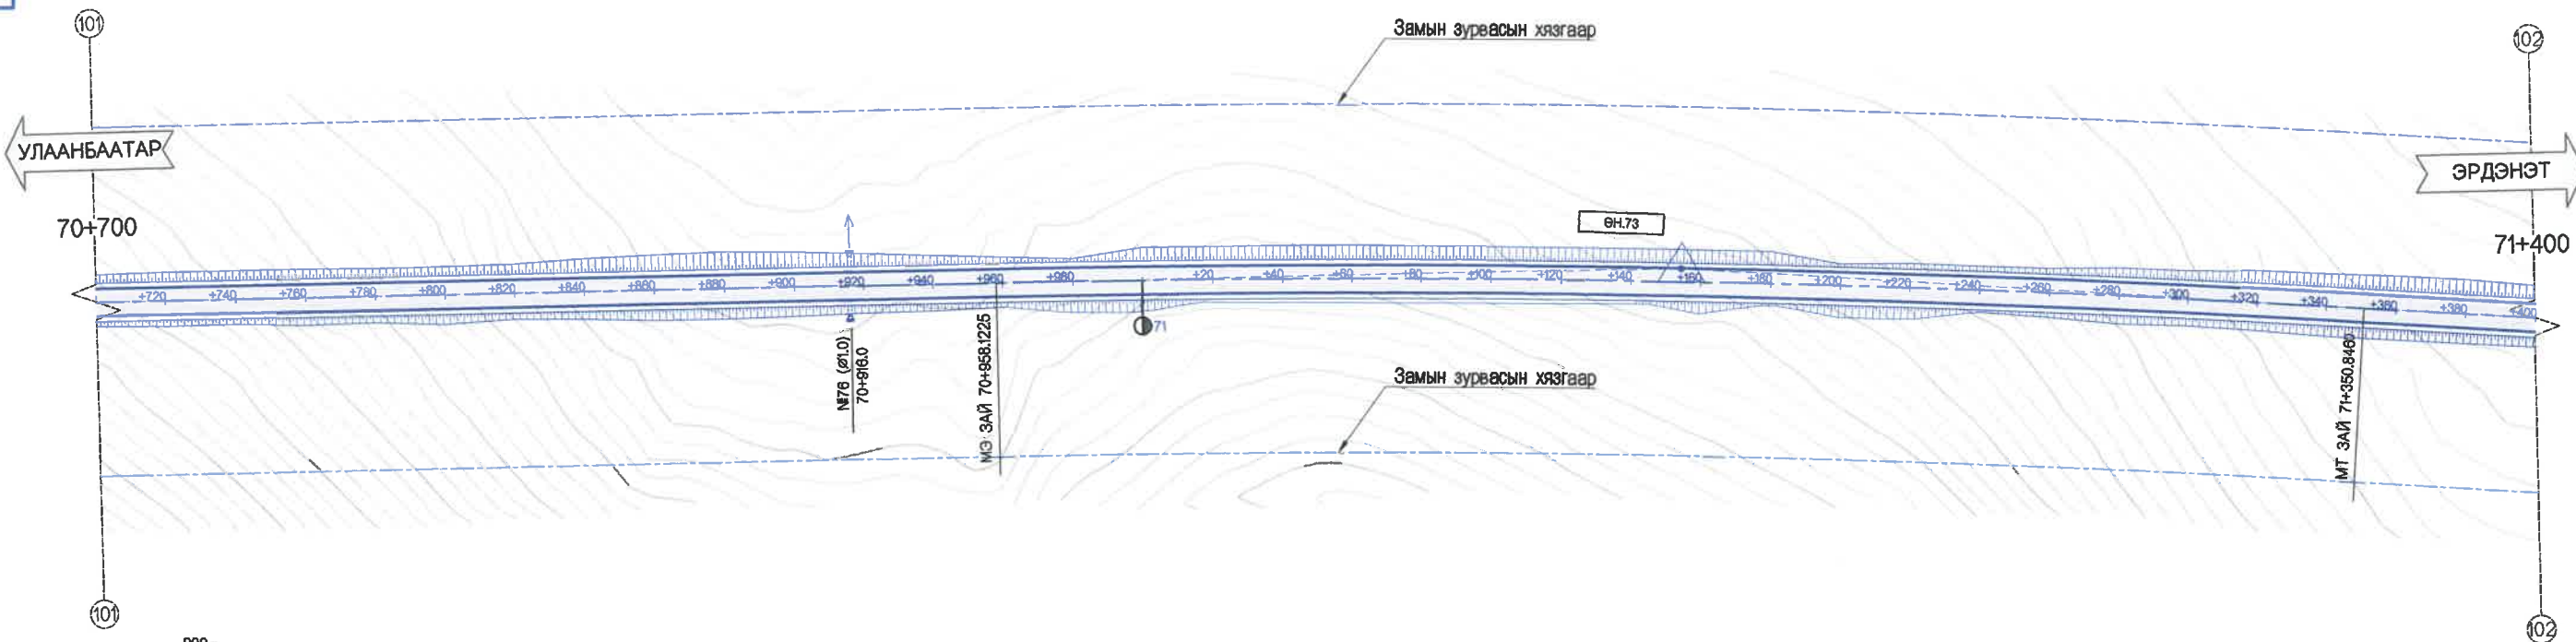 101
102
Замын зурвасын хязгаар
УЛААНБААТАР
ЭРДЭНЭТ
70+700
ӨН.73
71+400
+720 +740 +760 +780 +800 +820 +840 +860 +880 +900 +920 +940 +960 +980 +20 +40 +60 +80 +100 +120 +140 +160 +180 +200 +220 +240 +260 +280 +300 +320 +340 +360 +380 +400
71
№76 (ø1.0)
70+916.0
МЭ ЗАЙ 70+958.1225
Замын зурвасын хязгаар
МТ ЗАЙ 71+350.8460
101
102